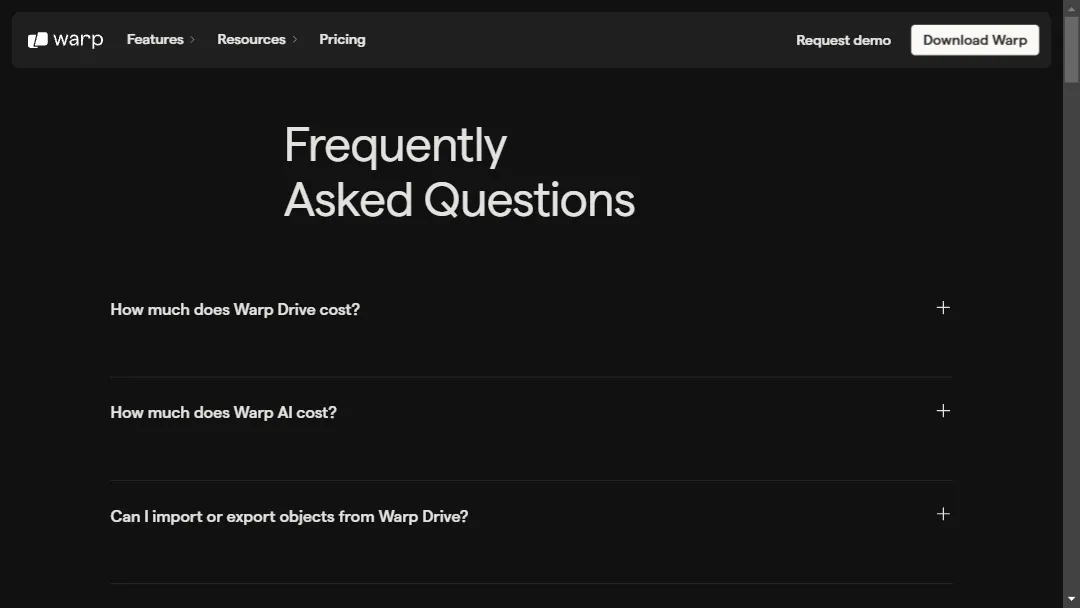 warp Features Resources Pricing Request demo Download Warp
Frequently
Asked Questions
How much does Warp Drive cost?
How much does Warp AI cost?
Can I import or export objects from Warp Drive?